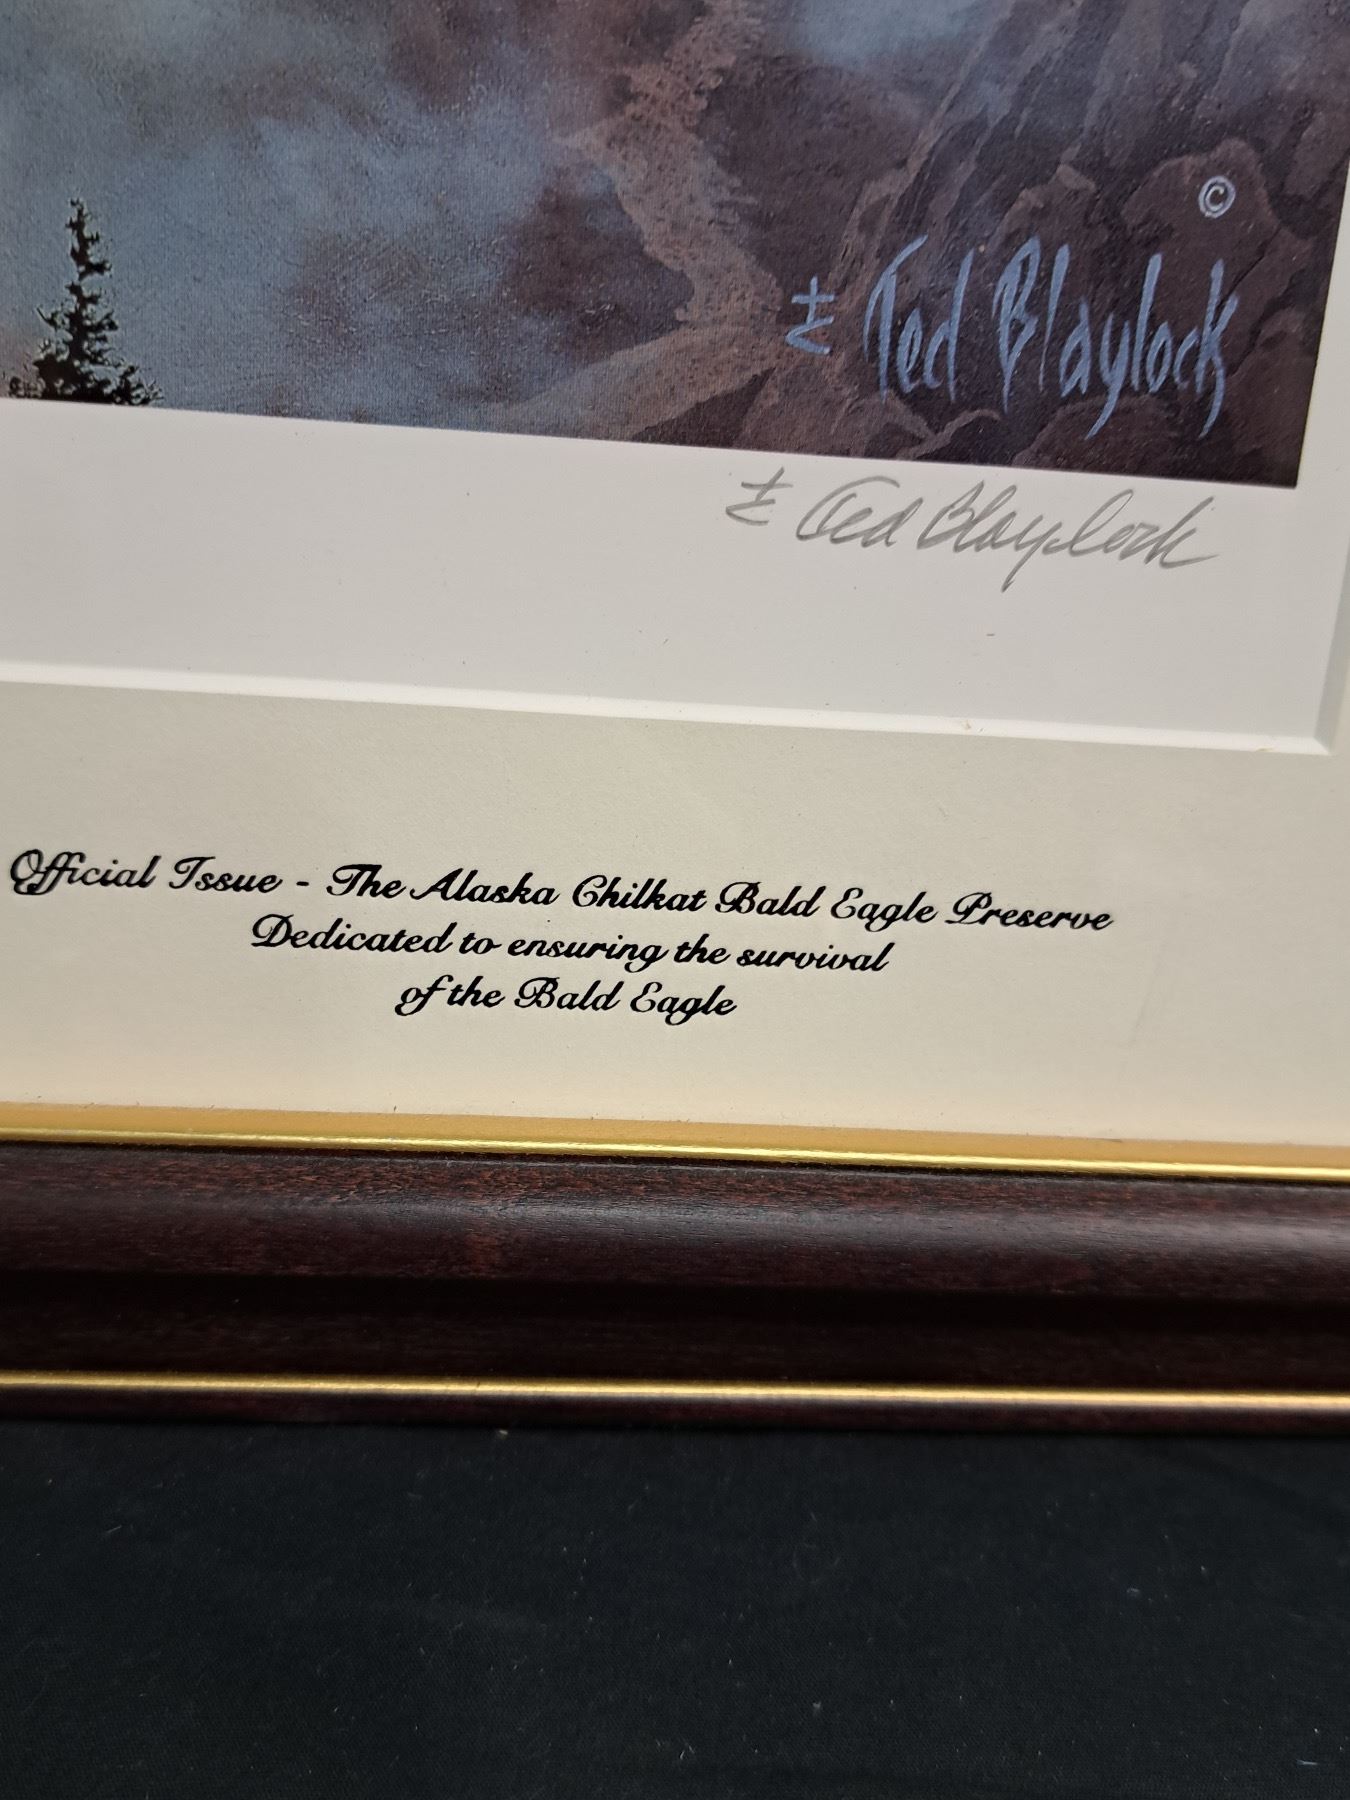 ©
Ted Blaylock
Ted Blaylock
Official Issue - The Alaska Chilkat Bald Eagle Preserve
Dedicated to ensuring the survival
of the Bald Eagle